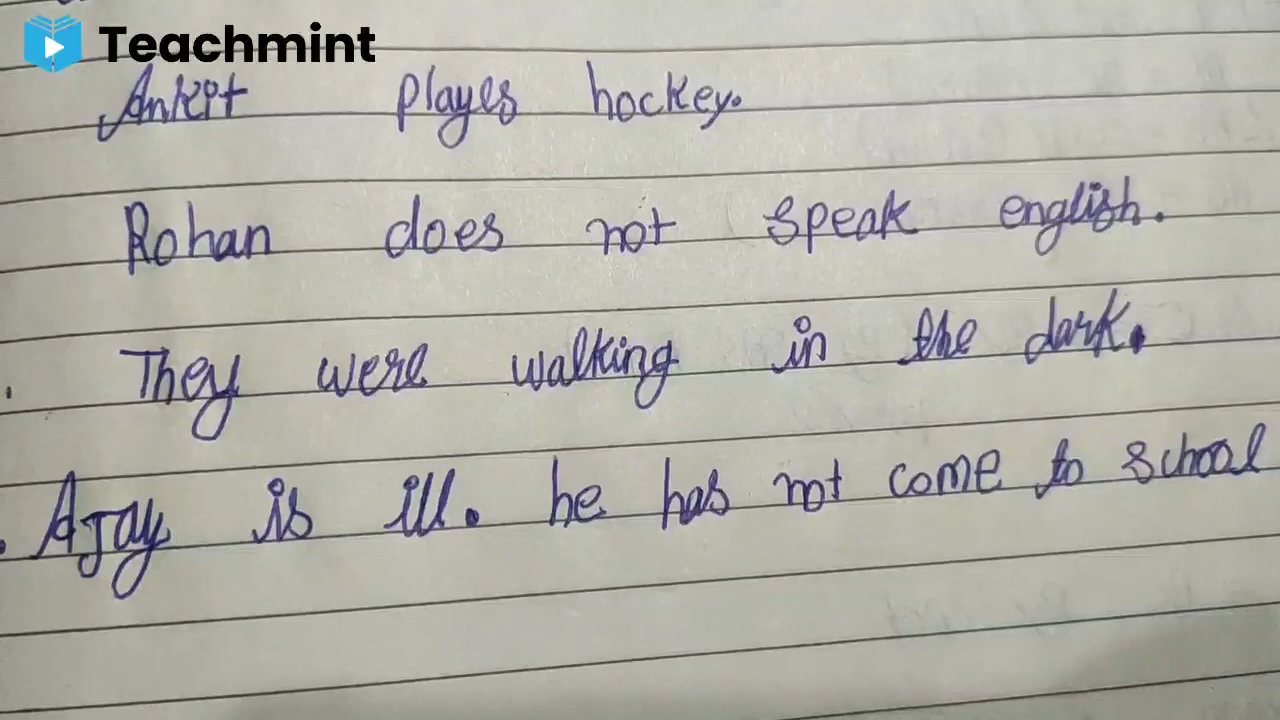 Teachmint
Ankit playes hockey.
Rohan does not speak english.
They were walking in the dark.
Ajay is ill. he has not come to school